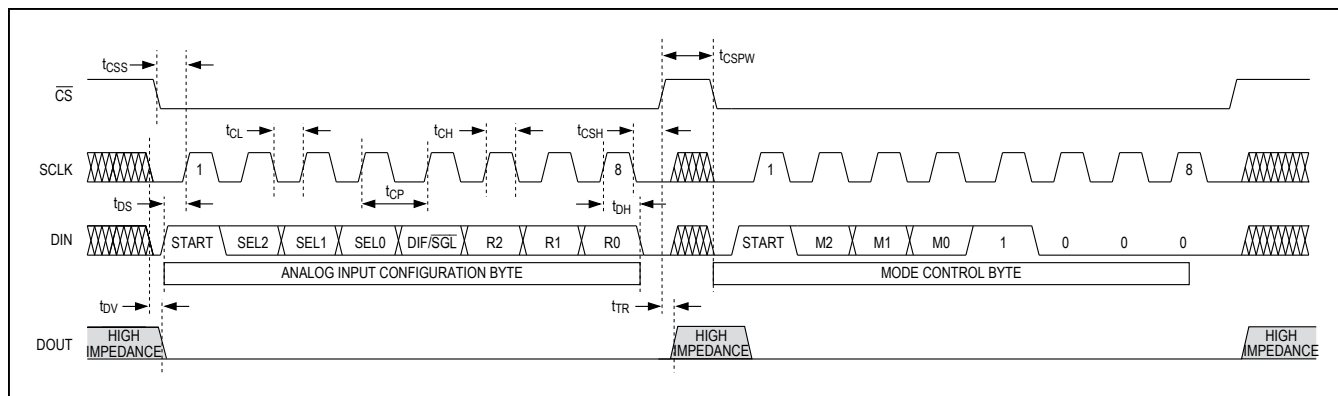 tCSS
tCSPW
CS
tCL
tCH
tCSH
SCLK
1
8
1
8
tCP
tDS
tDH
DIN
START SEL2 SEL1 SEL0 DIF/SGL R2 R1 R0
START M2 M1 M0 1 0 0 0
ANALOG INPUT CONFIGURATION BYTE
MODE CONTROL BYTE
tDV
tTR
DOUT
HIGH
IMPEDANCE
HIGH
IMPEDANCE
HIGH
IMPEDANCE